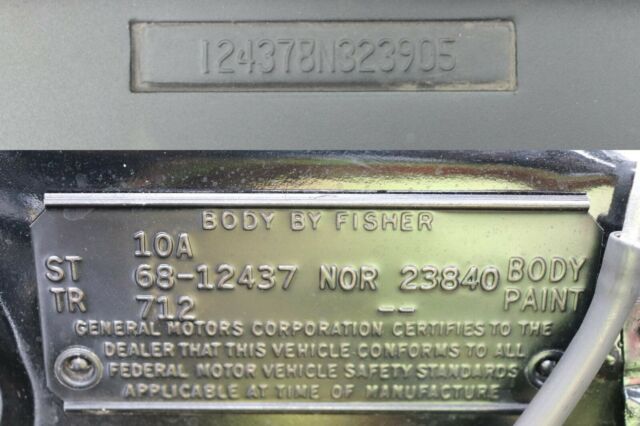 124378N323905
BODY BY FISHER
10A
ST 68-12437 NOR 23840 BODY
TR 712 -- PAINT
GENERAL MOTORS CORPORATION CERTIFIES TO THE
DEALER THAT THIS VEHICLE CONFORMS TO ALL
FEDERAL MOTOR VEHICLE SAFETY STANDARDS
APPLICABLE AT TIME OF MANUFACTURE